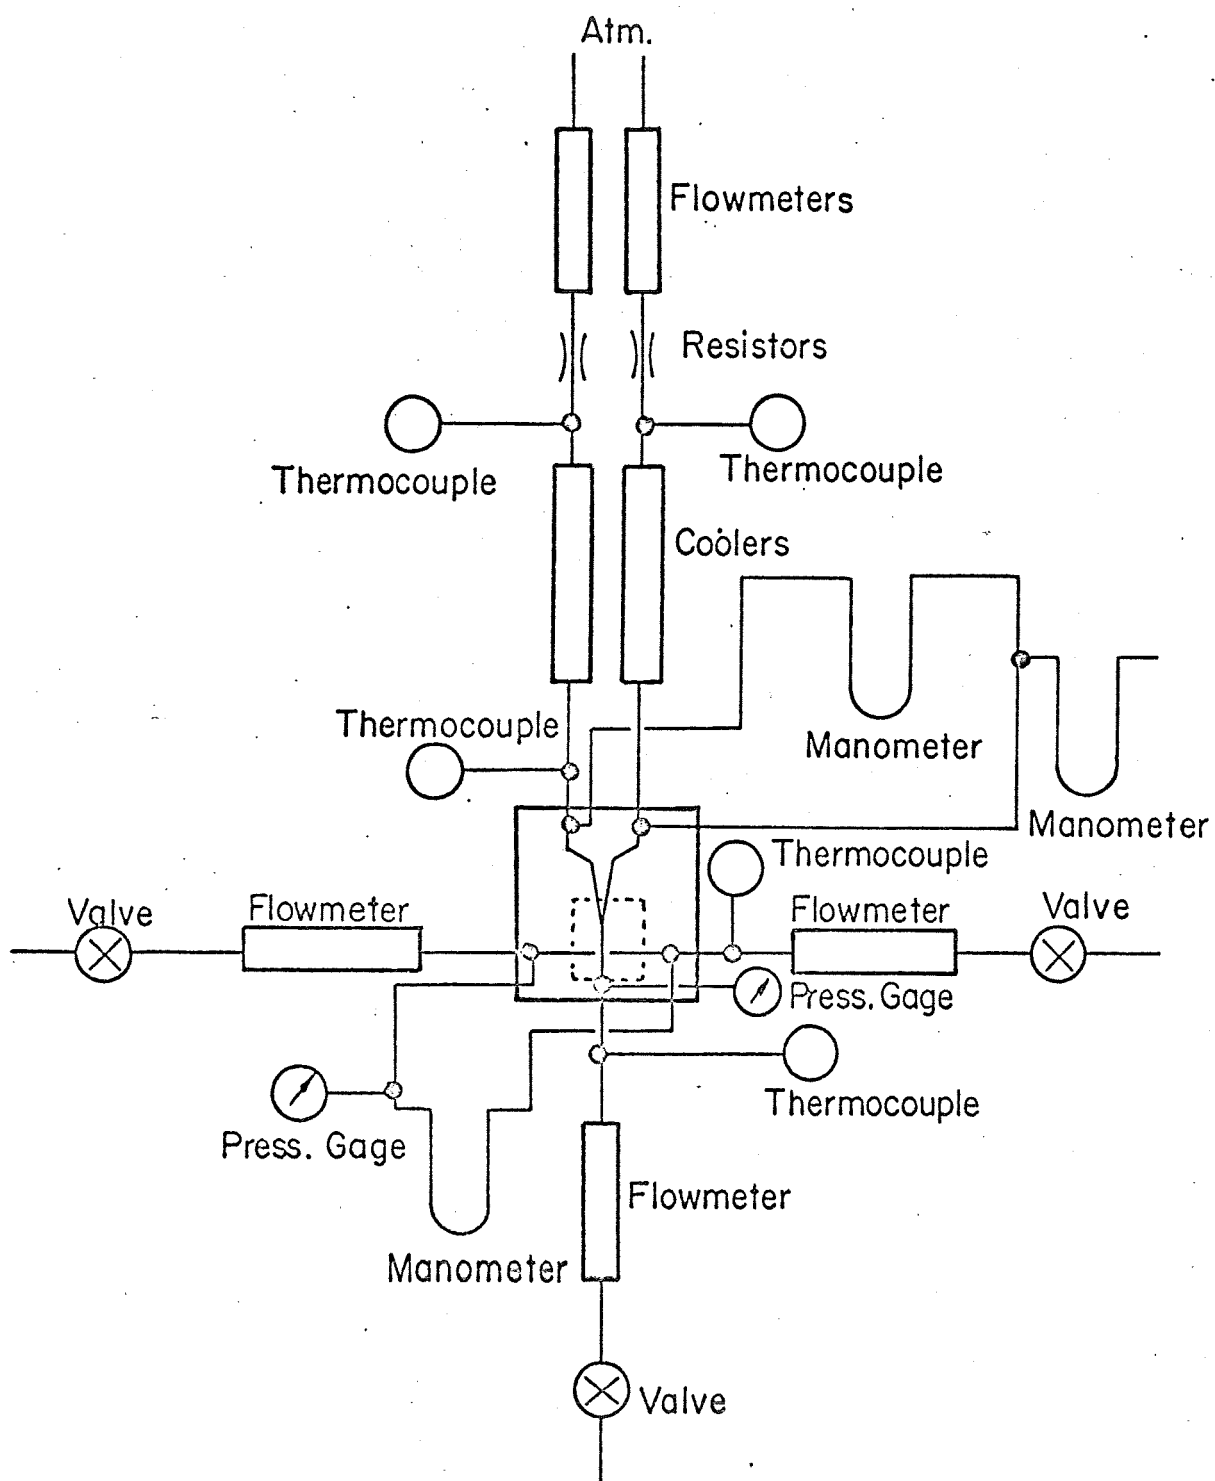 Atm.
Flowmeters
Resistors
Thermocouple
Thermocouple
Coolers
Thermocouple
Manometer
Manometer
Thermocouple
Valve
Flowmeter
Flowmeter
Valve
Press. Gage
Thermocouple
Press. Gage
Flowmeter
Manometer
Valve